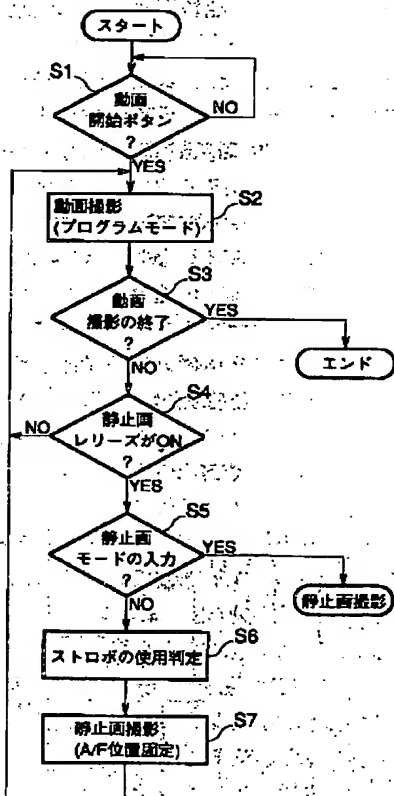 スタート
S1
動画
開始ボタン
?
NO
YES
S2
動画撮影
(プログラムモード)
S3
動画
撮影の終了
?
YES
エンド
NO
S4
静止画
レリーズがON
?
NO
YES
S5
静止画
モードの入力
?
YES
静止画撮影
NO
S6
ストロボの使用判定
S7
静止画撮影
(A/F位置固定)